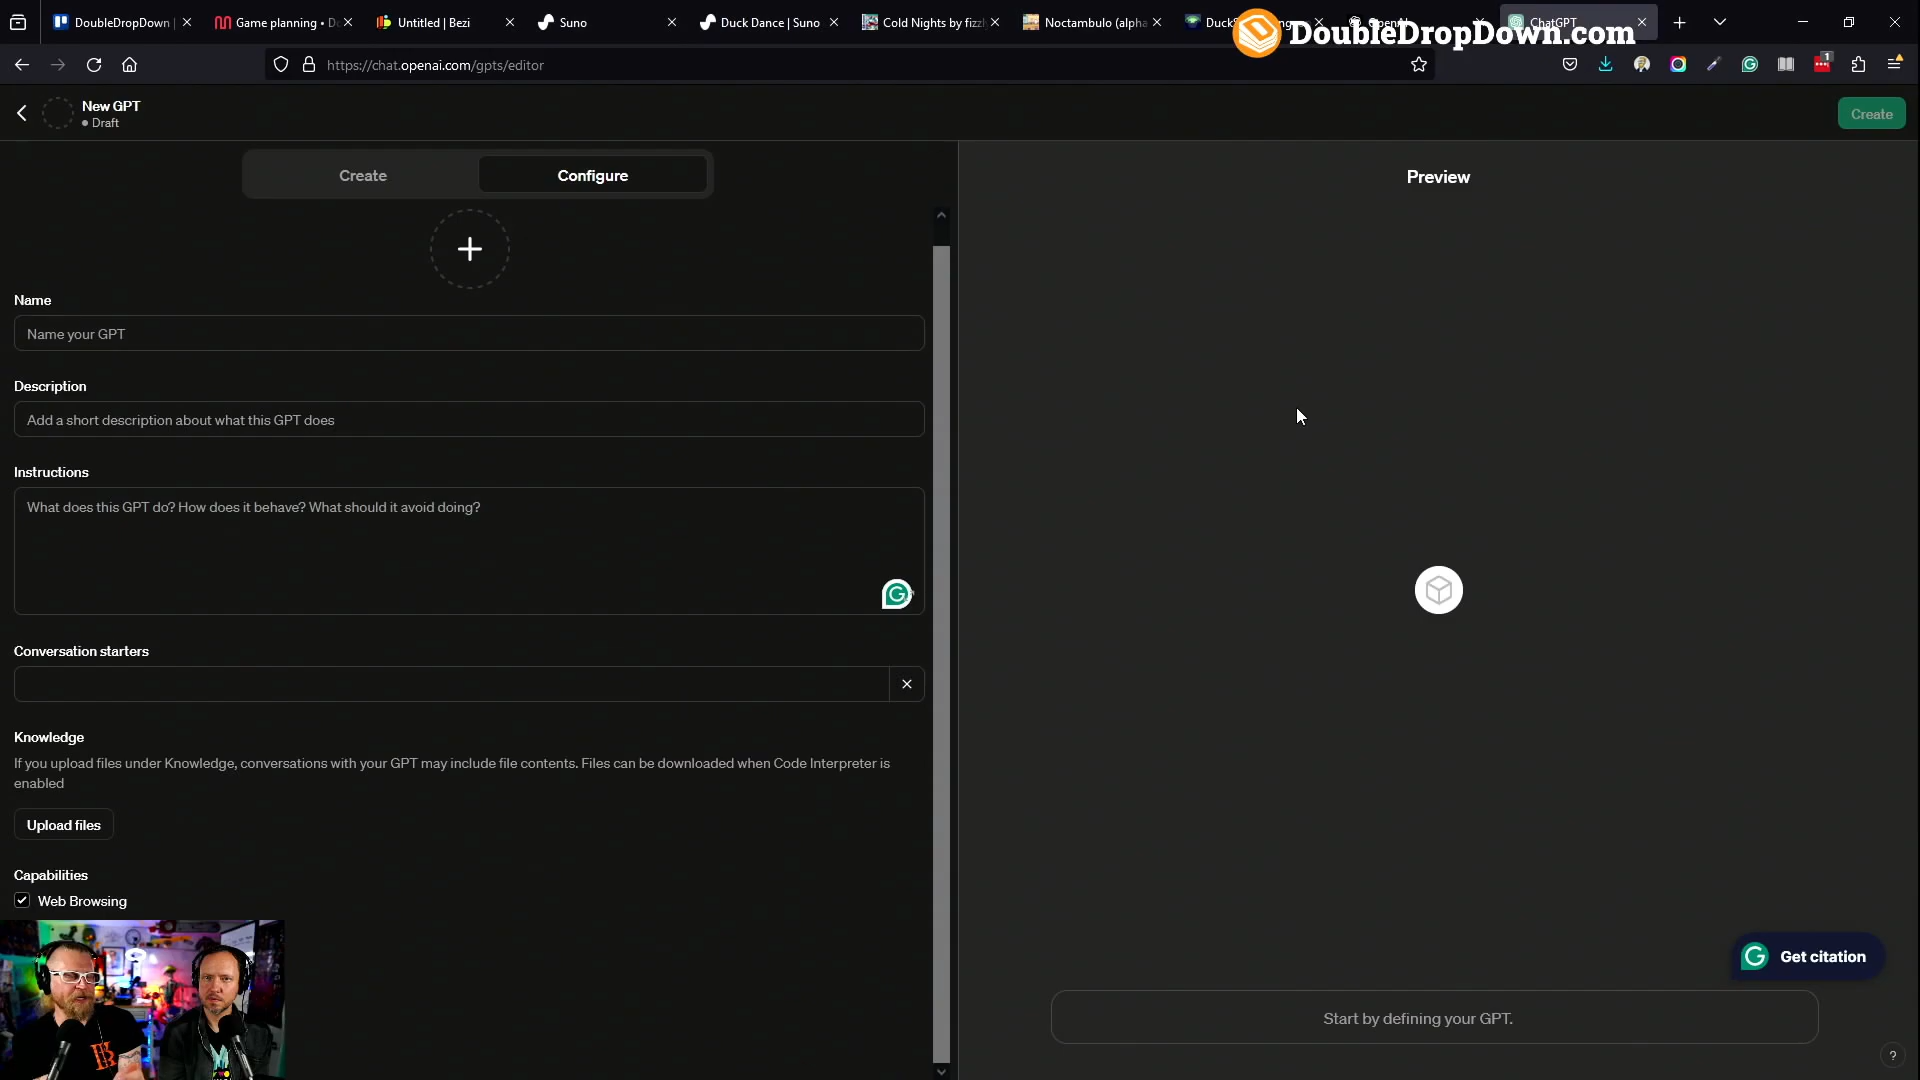 DoubleDropDown |
Game planning • D
Untitled | Bezi
Suno
Duck Dance | Suno
Cold Nights by fizzl
Noctambulo (alpha
ChatGPT
DoubleDropDown.com
https://chat.openai.com/gpts/editor
1
New GPT
Draft
Create
Create
Configure
Preview
Name
Name your GPT
Description
Add a short description about what this GPT does
Instructions
What does this GPT do? How does it behave? What should it avoid doing?
Conversation starters
Knowledge
If you upload files under Knowledge, conversations with your GPT may include file contents. Files can be downloaded when Code Interpreter is
enabled
Upload files
Capabilities
Web Browsing
Get citation
Start by defining your GPT.
?